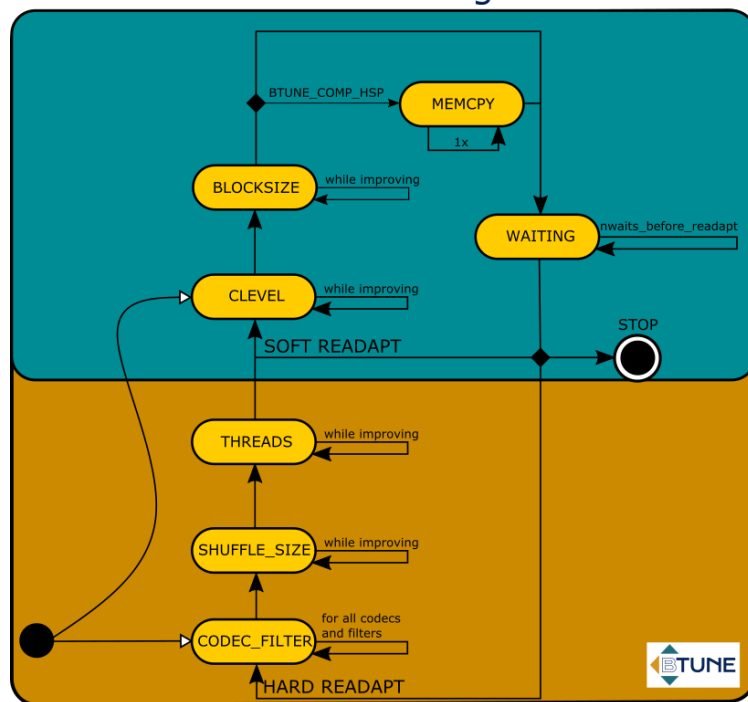 BTUNE_COMP_HSP
MEMCPY
1x
BLOCKSIZE
while improving
WAITING
nwaits_before_readapt
CLEVEL
while improving
STOP
SOFT READAPT
THREADS
while improving
SHUFFLE_SIZE
while improving
CODEC_FILTER
for all codecs
and filters
HARD READAPT
BTUNE